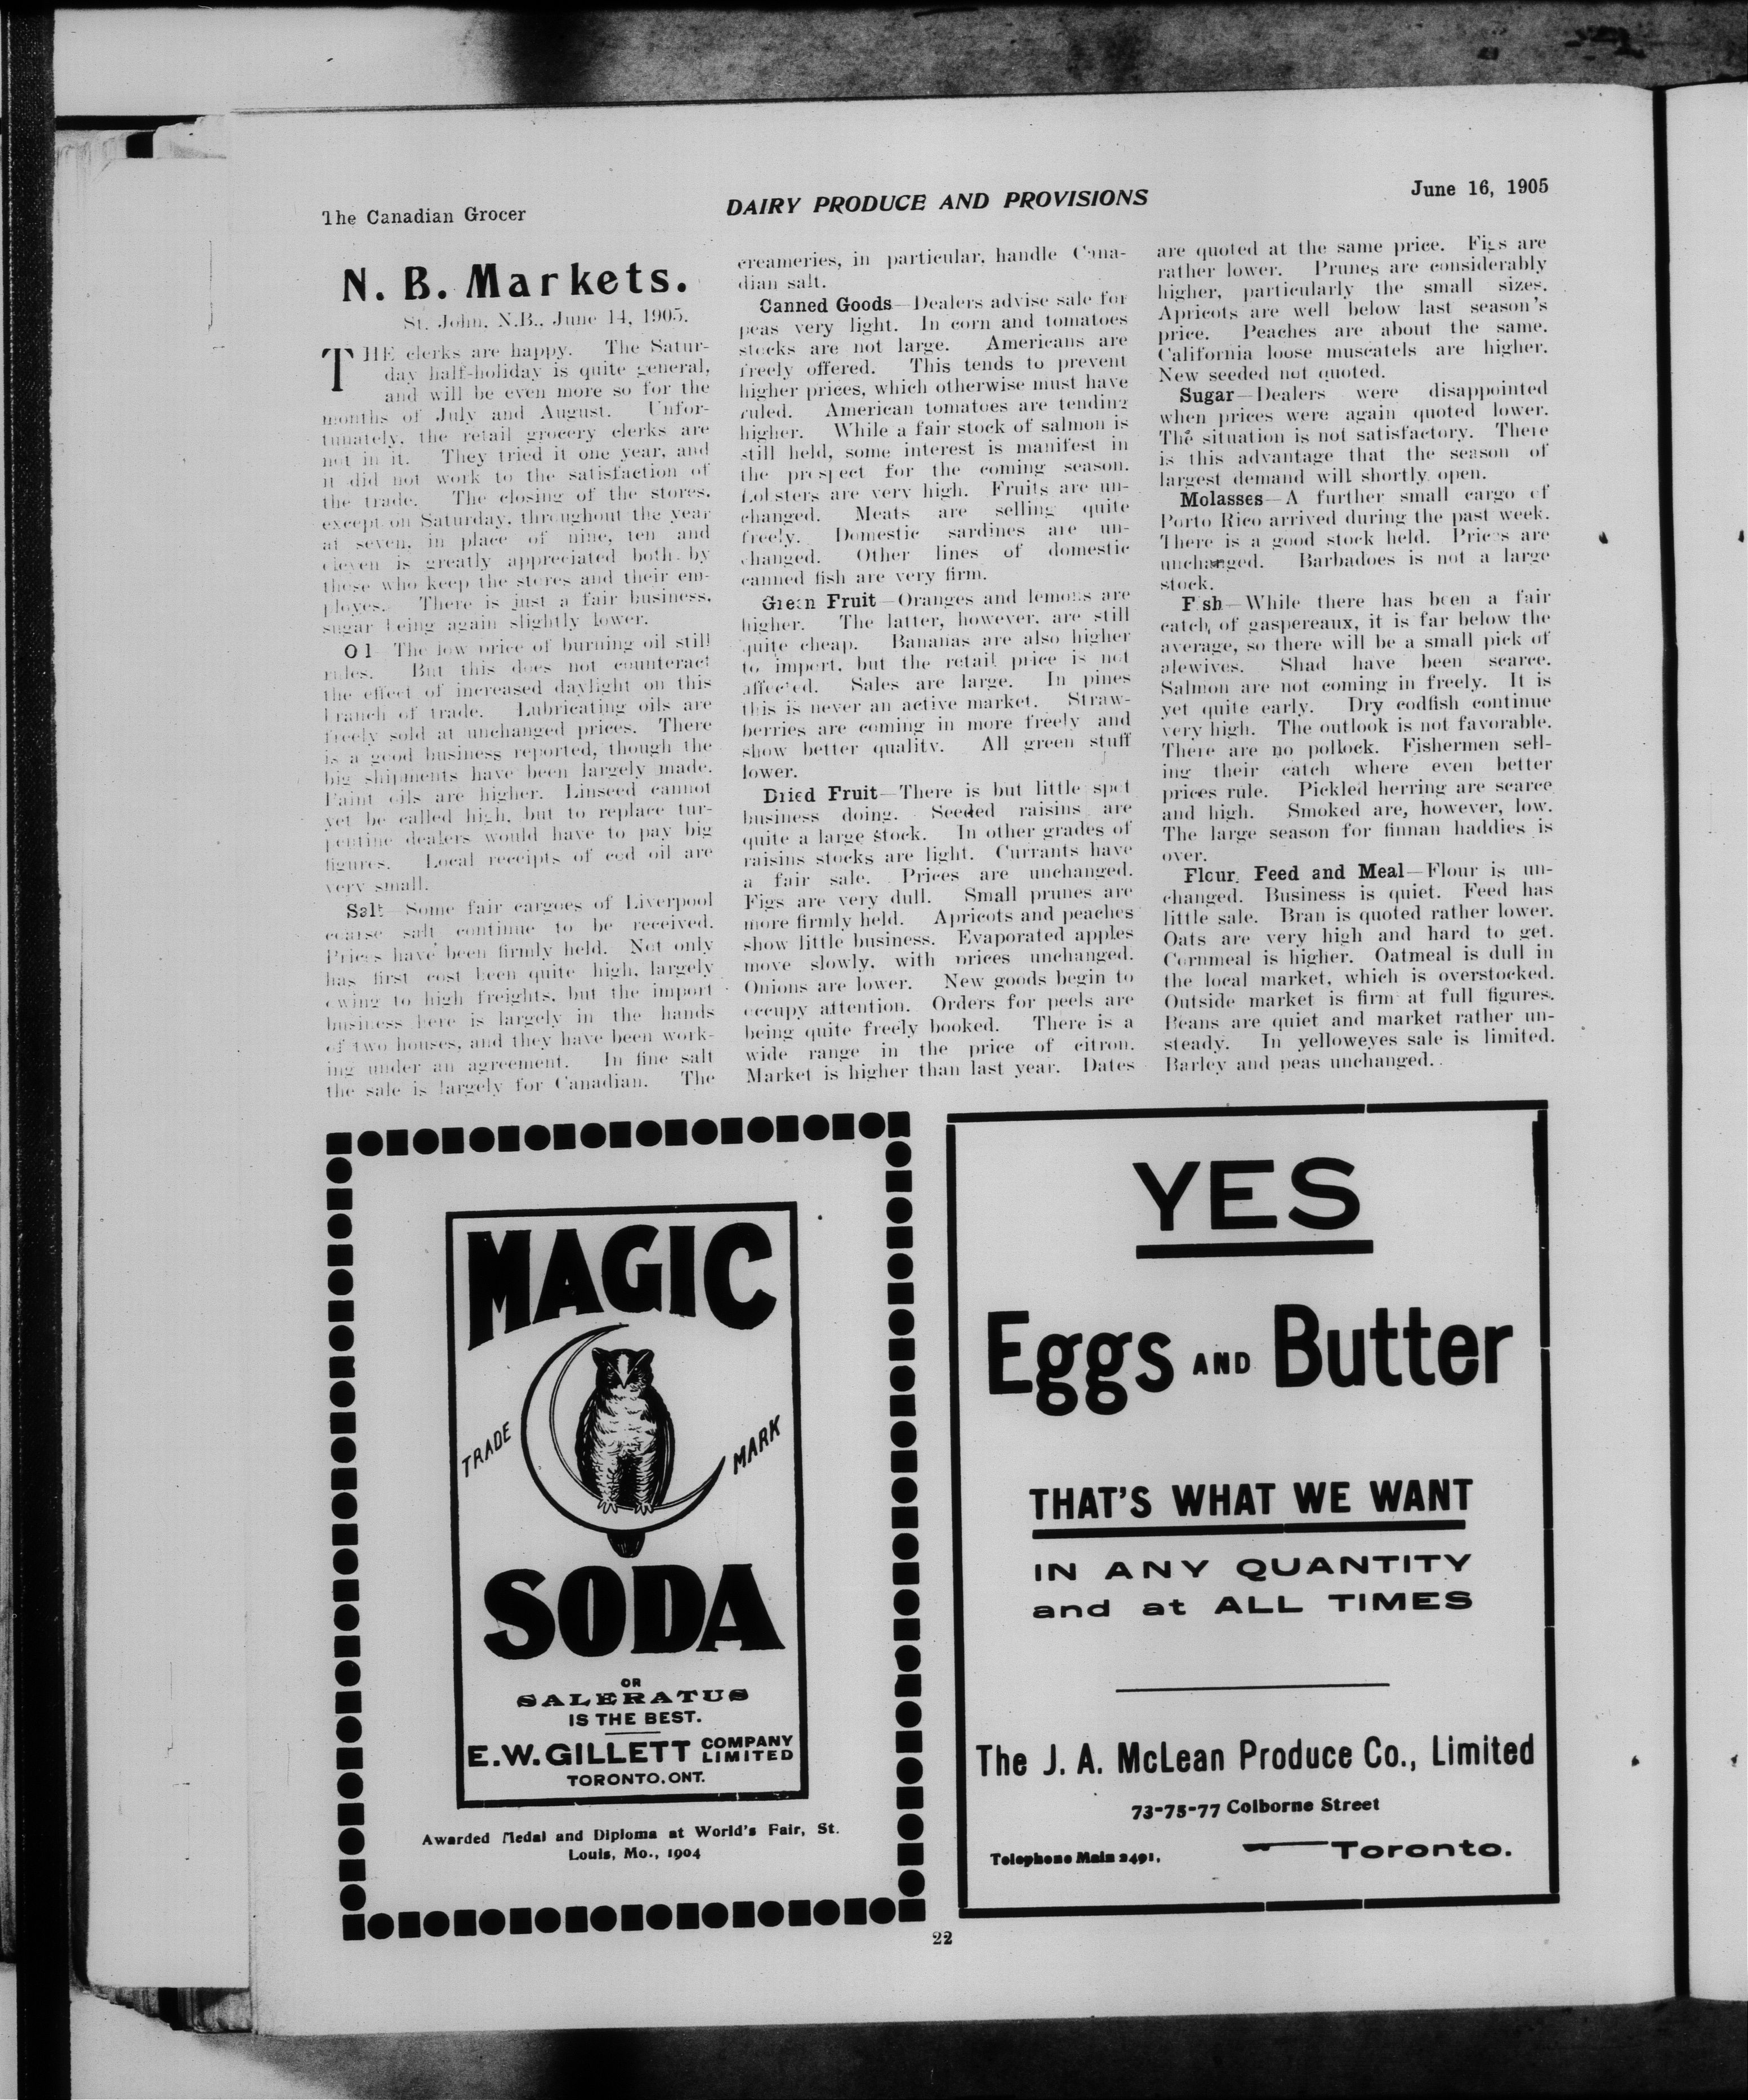 The Canadian Grocer
DAIRY PRODUCE AND PROVISIONS
June 16, 1905
N. B. Markets.
St. John, N.B., June 14, 1905.
THE clerks are happy. The Satur-
day half-holiday is quite general,
and will be even more so for the
months of July and August. Unfor-
tunately, the retail grocery clerks are
not in it. They tried it one year, and
it did not work to the satisfaction of
the trade. The closing of the stores,
except on Saturday, throughout the year
at seven, in place of nine, ten and
eleven is greatly appreciated both by
those who keep the stores and their em-
ployes. There is just a fair business,
sugar being again slightly lower.
Oil—The low price of burning oil still
rules. But this does not counteract
the effect of increased daylight on this
branch of trade. Lubricating oils are
freely sold at unchanged prices. There
is a good business reported, though the
big shipments have been largely made.
Paint oils are higher. Linseed cannot
yet be called high, but to replace tur-
pentine dealers would have to pay big
figures. Local receipts of cod oil are
very small.
Salt—Some fair cargoes of Liverpool
coarse salt continue to be received.
Prices have been firmly held. Not only
has first cost been quite high, largely
owing to high freights, but the import
business here is largely in the hands
of two houses, and they have been work-
ing under an agreement. In fine salt
the sale is largely for Canadian. The
creameries, in particular, handle Cana-
dian salt.
Canned Goods—Dealers advise sale for
peas very light. In corn and tomatoes
stocks are not large. Americans are
freely offered. This tends to prevent
higher prices, which otherwise must have
ruled. American tomatoes are tending
higher. While a fair stock of salmon is
still held, some interest is manifest in
the prospect for the coming season.
Lobsters are very high. Fruits are un-
changed. Meats are selling quite
freely. Domestic sardines are un-
changed. Other lines of domestic
canned fish are very firm.
Green Fruit—Oranges and lemons are
higher. The latter, however, are still
quite cheap. Bananas are also higher
to import, but the retail price is not
affected. Sales are large. In pines
this is never an active market. Straw-
berries are coming in more freely and
show better quality. All green stuff
lower.
Dried Fruit—There is but little spot
business doing. Seeded raisins are
quite a large stock. In other grades of
raisins stocks are light. Currants have
a fair sale. Prices are unchanged.
Figs are very dull. Small prunes are
more firmly held. Apricots and peaches
show little business. Evaporated apples
move slowly, with prices unchanged.
Onions are lower. New goods begin to
occupy attention. Orders for peels are
being quite freely booked. There is a
wide range in the price of citron.
Market is higher than last year. Dates
are quoted at the same price. Figs are
rather lower. Prunes are considerably
higher, particularly the small sizes.
Apricots are well below last season's
price. Peaches are about the same.
California loose muscatels are higher.
New seeded not quoted.
Sugar—Dealers were disappointed
when prices were again quoted lower.
The situation is not satisfactory. There
is this advantage that the season of
largest demand will shortly open.
Molasses—A further small cargo of
Porto Rico arrived during the past week.
There is a good stock held. Prices are
unchanged. Barbadoes is not a large
stock.
Fish—While there has been a fair
catch of gaspereaux, it is far below the
average, so there will be a small pick of
alewives. Shad have been scarce.
Salmon are not coming in freely. It is
yet quite early. Dry codfish continue
very high. The outlook is not favorable.
There are no pollock. Fishermen sell-
ing their catch where even better
prices rule. Pickled herring are scarce
and high. Smoked are, however, low.
The large season for finnan haddies is
over.
Flour, Feed and Meal—Flour is un-
changed. Business is quiet. Feed has
little sale. Bran is quoted rather lower.
Oats are very high and hard to get.
Cornmeal is higher. Oatmeal is dull in
the local market, which is overstocked.
Outside market is firm at full figures.
Beans are quiet and market rather un-
steady. In yelloweyes sale is limited.
Barley and peas unchanged.
MAGIC
TRADE MARK
SODA
OR
SALERATUS
IS THE BEST.
E.W. GILLETT COMPANY LIMITED
TORONTO, ONT.
Awarded Medal and Diploma at World's Fair, St.
Louis, Mo., 1904
YES
Eggs AND Butter
THAT'S WHAT WE WANT
IN ANY QUANTITY
and at ALL TIMES
The J. A. McLean Produce Co., Limited
73-75-77 Colborne Street
Telephone Main 2491. Toronto.
22